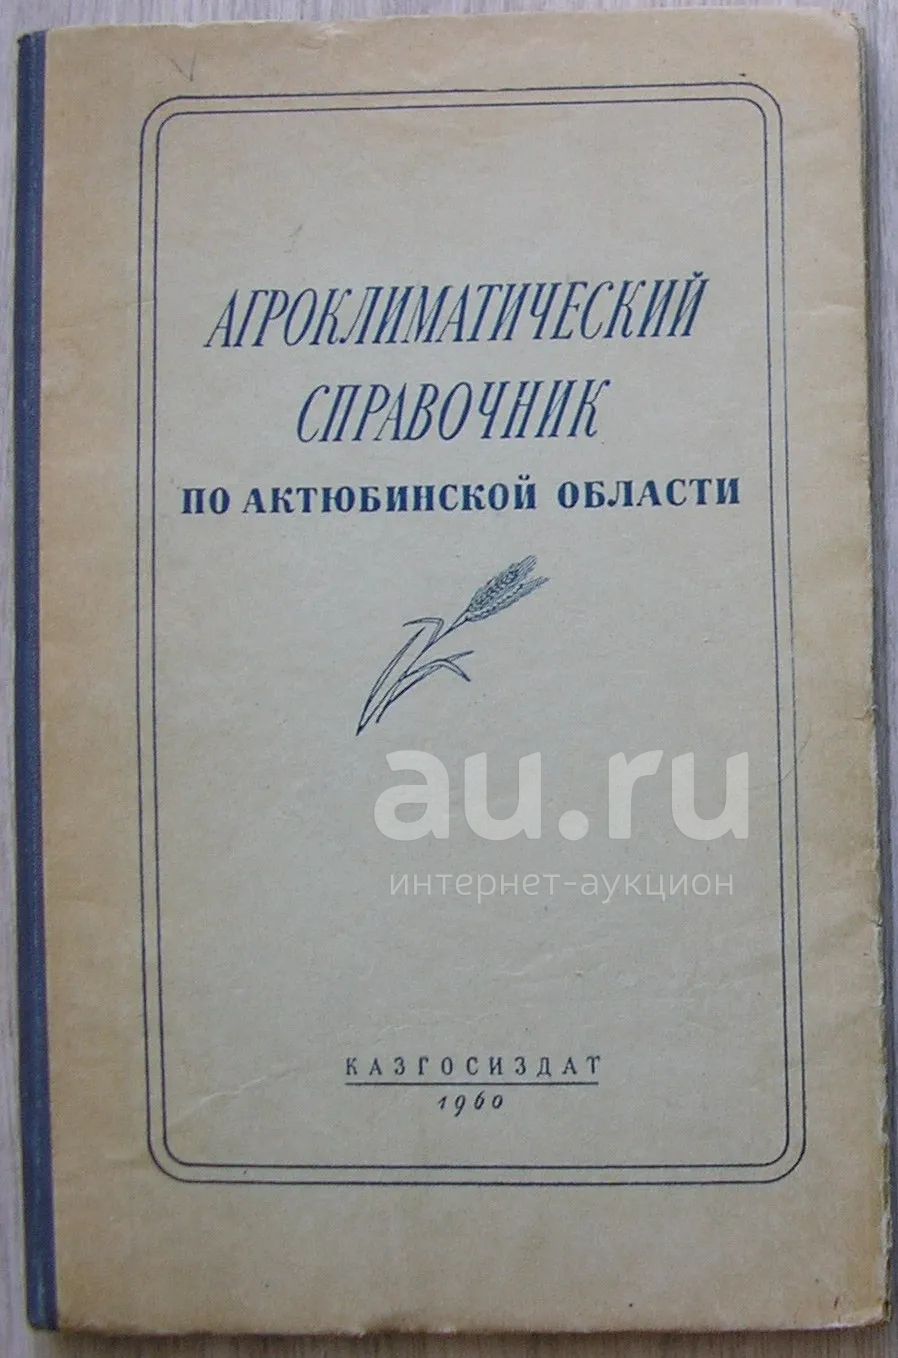 АГРОКЛИМАТИЧЕСКИЙ
СПРАВОЧНИК
ПО АКТЮБИНСКОЙ ОБЛАСТИ
au.ru
интернет-аукцион
КАЗГОСИЗДАТ
1960